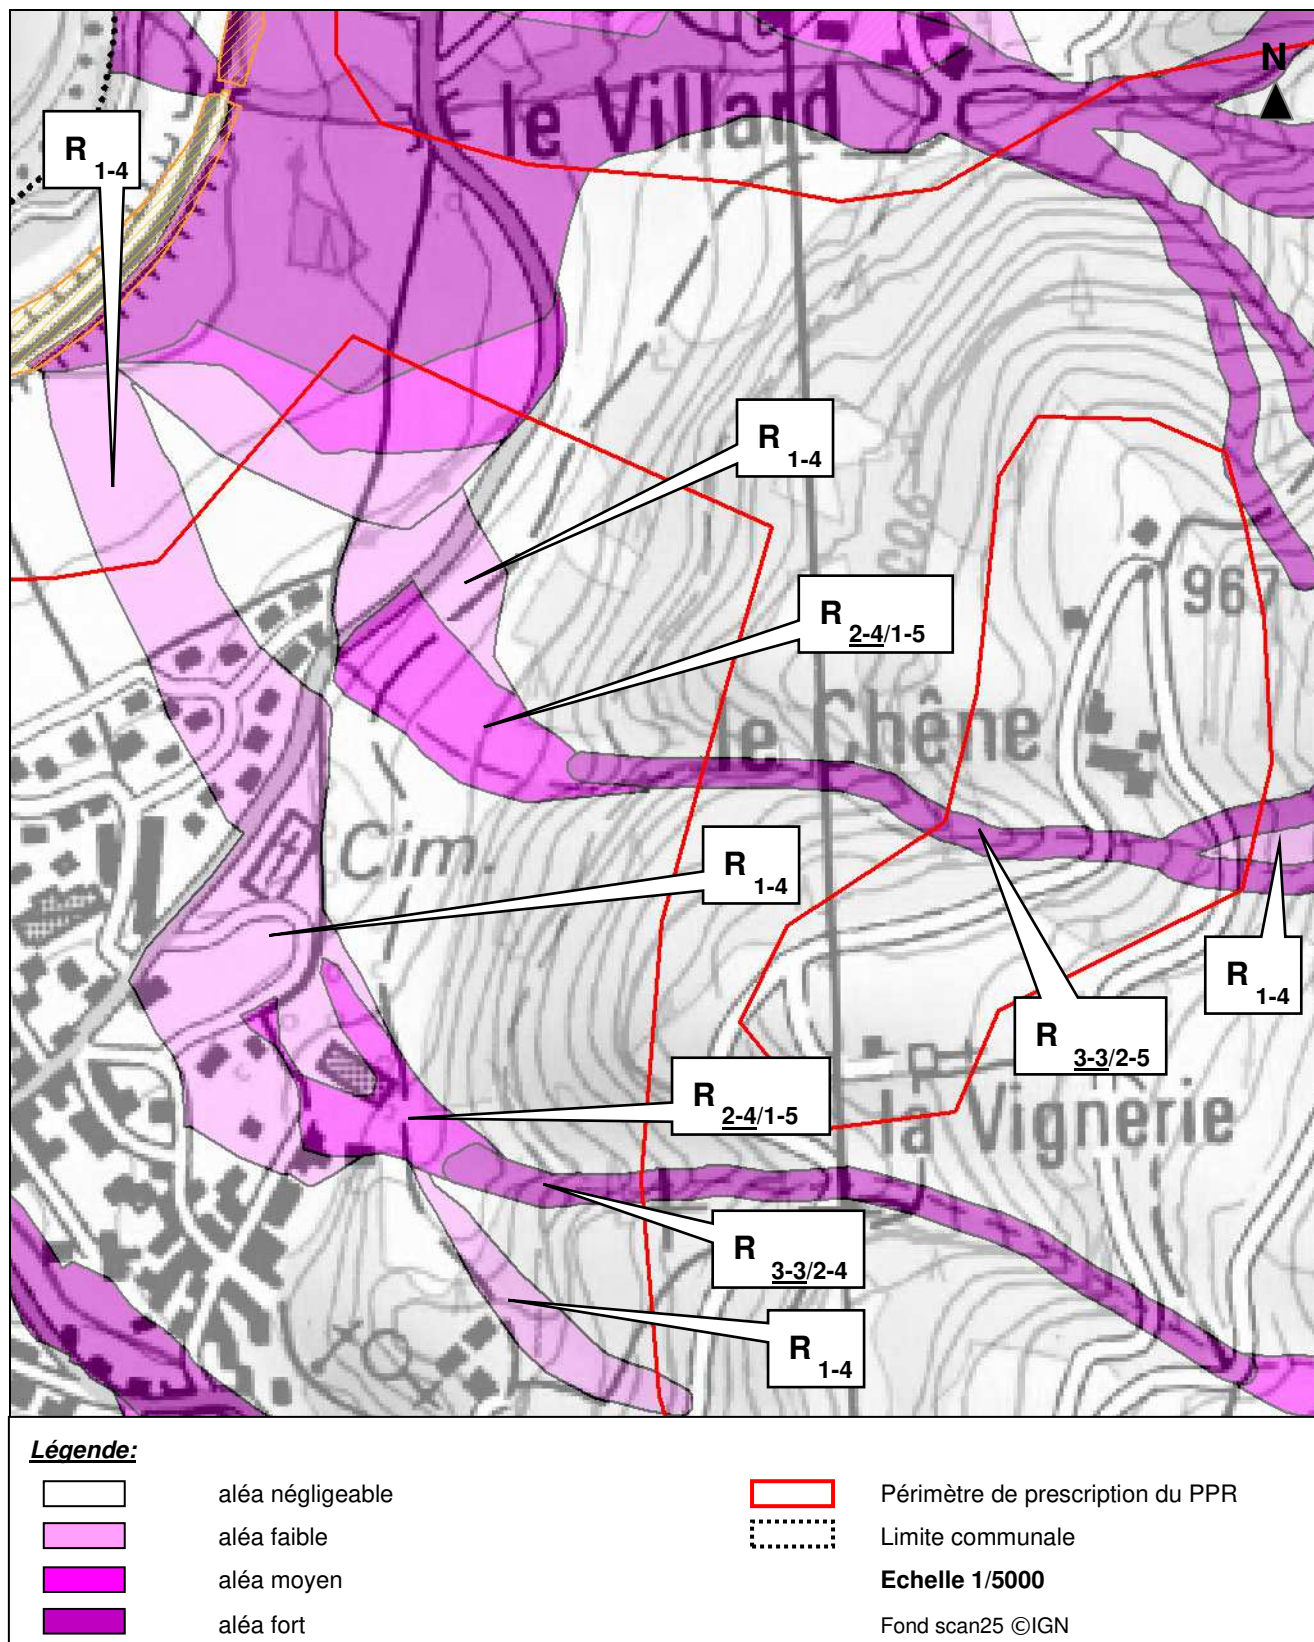 N
le Villard
R
1-4
R
1-4
R
2-4/1-5
967
le Chêne
Cim.
R
1-4
R
1-4
R
3-3/2-5
R
2-4/1-5
la Vignerie
R
3-3/2-4
R
1-4
Légende:
aléa négligeable
Périmètre de prescription du PPR
aléa faible
Limite communale
aléa moyen
Echelle 1/5000
aléa fort
Fond scan25 ©IGN